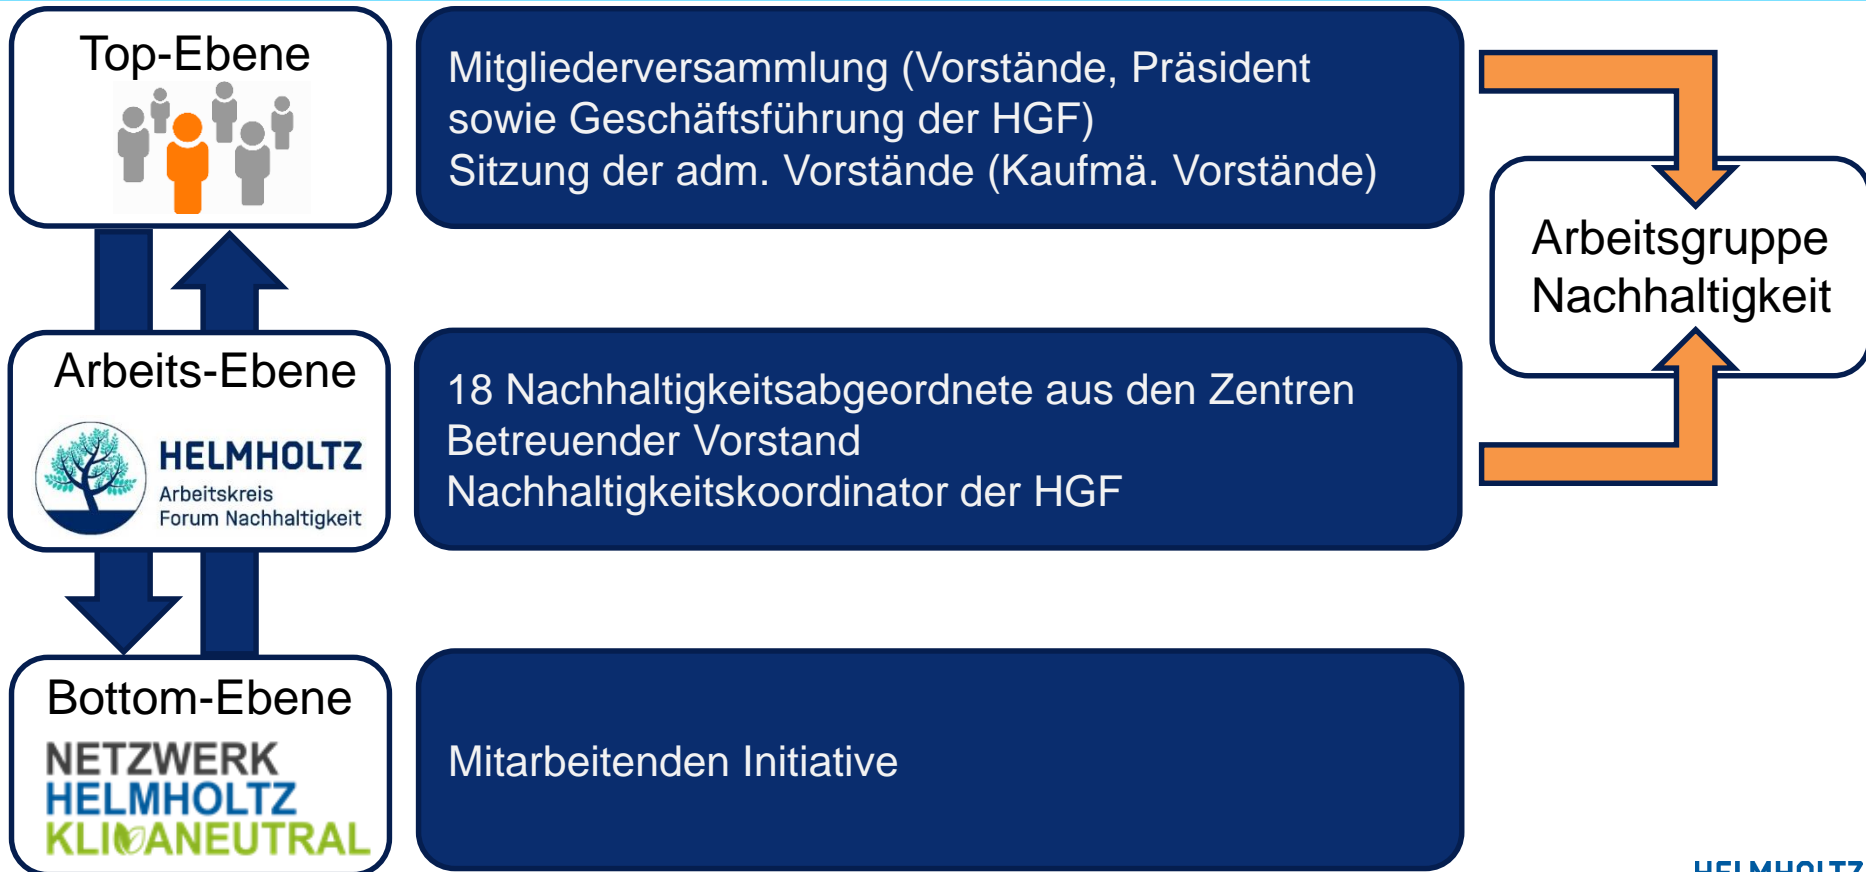 Top-Ebene
Mitgliederversammlung (Vorstände, Präsident
sowie Geschäftsführung der HGF)
Sitzung der adm. Vorstände (Kaufmä. Vorstände)
Arbeitsgruppe
Nachhaltigkeit
Arbeits-Ebene
HELMHOLTZ
Arbeitskreis
Forum Nachhaltigkeit
18 Nachhaltigkeitsabgeordnete aus den Zentren
Betreuender Vorstand
Nachhaltigkeitskoordinator der HGF
Bottom-Ebene
NETZWERK
HELMHOLTZ
KLIMANEUTRAL
Mitarbeitenden Initiative
HELMHOLTZ